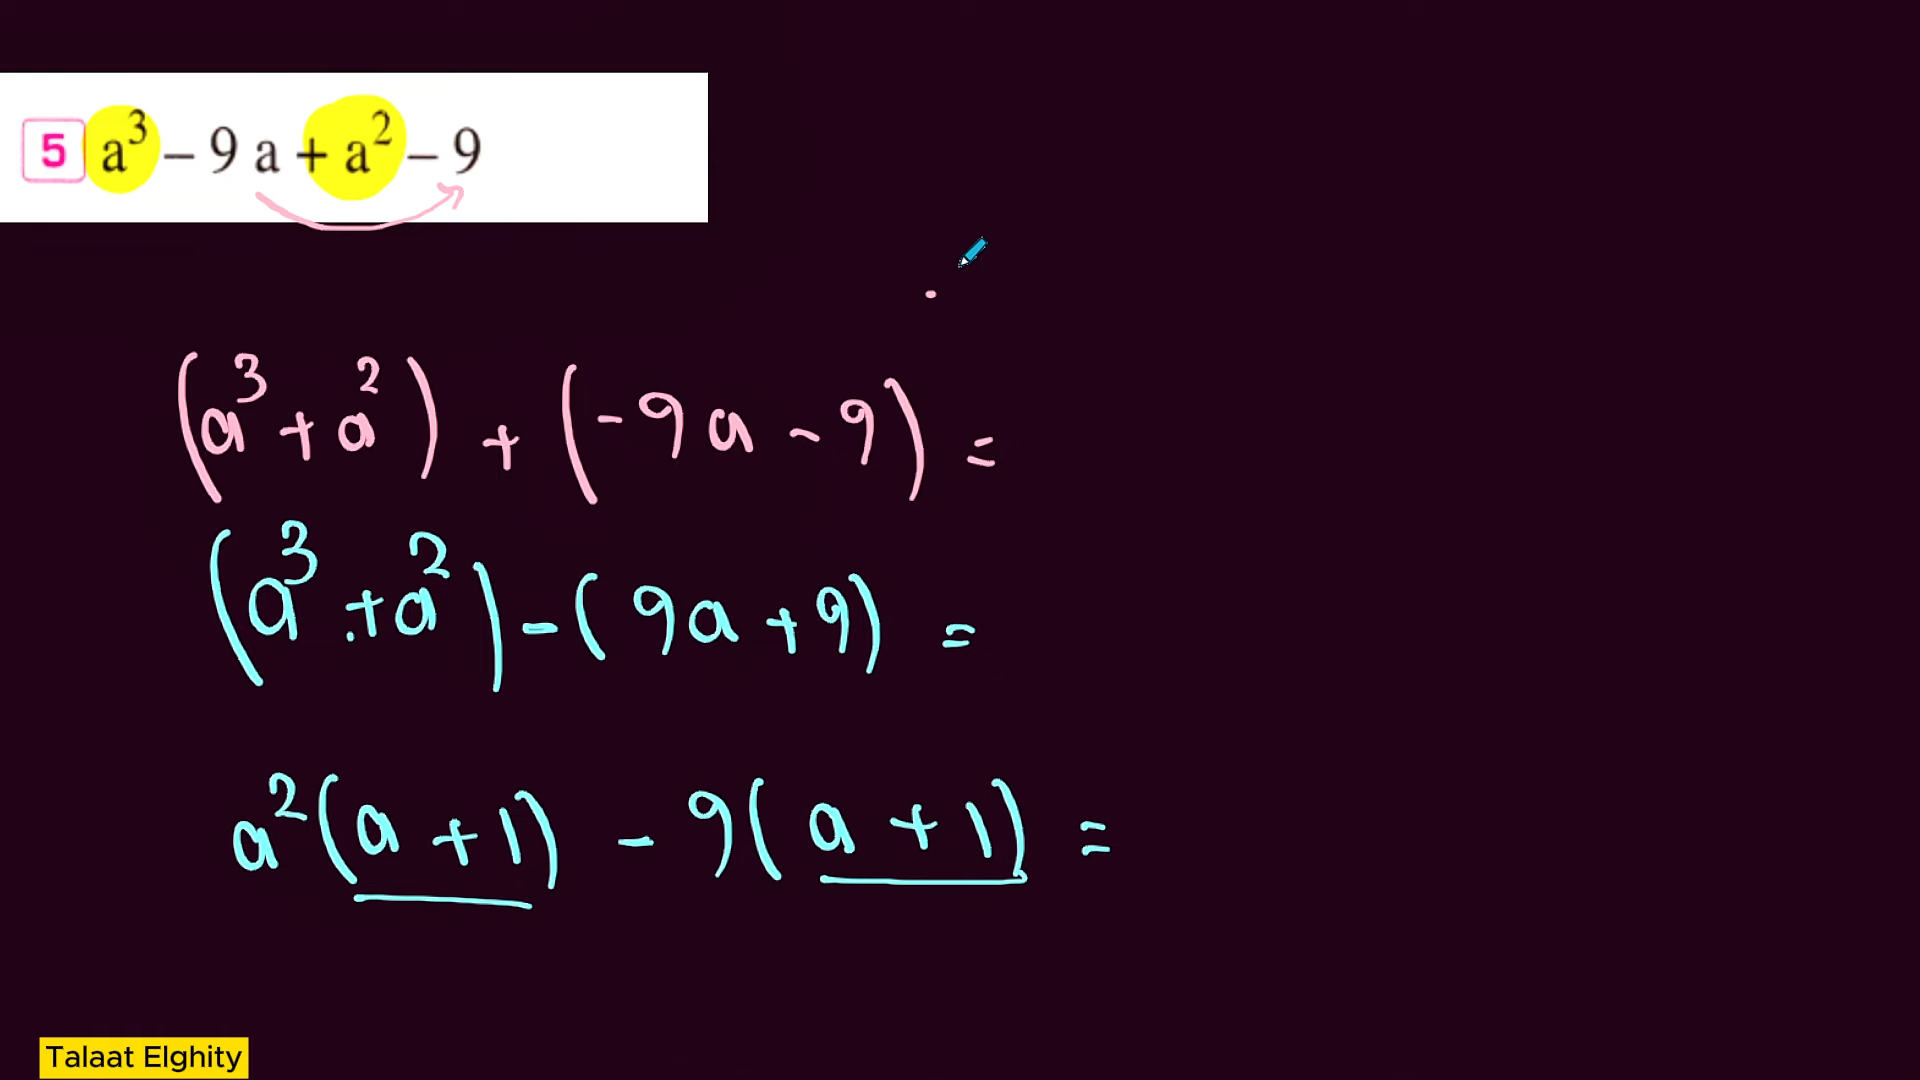 5 a³ – 9 a + a² – 9
(a³ + a²) + (-9a - 9) =
(a³ + a²) - (9a + 9) =
a²(a + 1) - 9(a + 1) =
Talaat Elghity